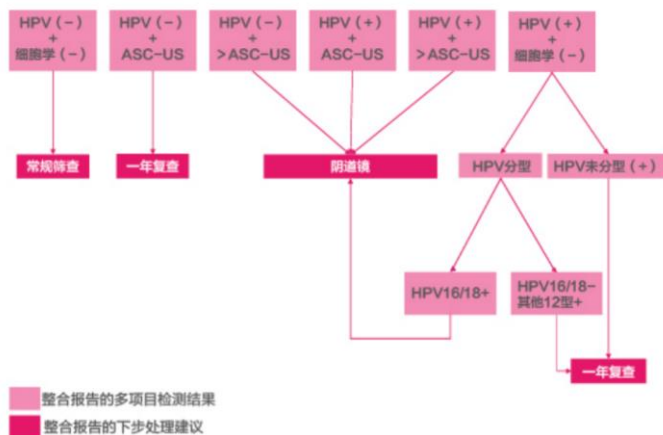 HPV（-）
+
细胞学（-）
HPV（-）
+
ASC-US
HPV（-）
+
>ASC-US
HPV（+）
+
ASC-US
HPV（+）
+
>ASC-US
HPV（+）
+
细胞学（-）
常规筛查
一年复查
阴道镜
HPV分型
HPV未分型（+）
HPV16/18+
HPV16/18-
其他12型+
一年复查
整合报告的多项目检测结果
整合报告的下步处理建议